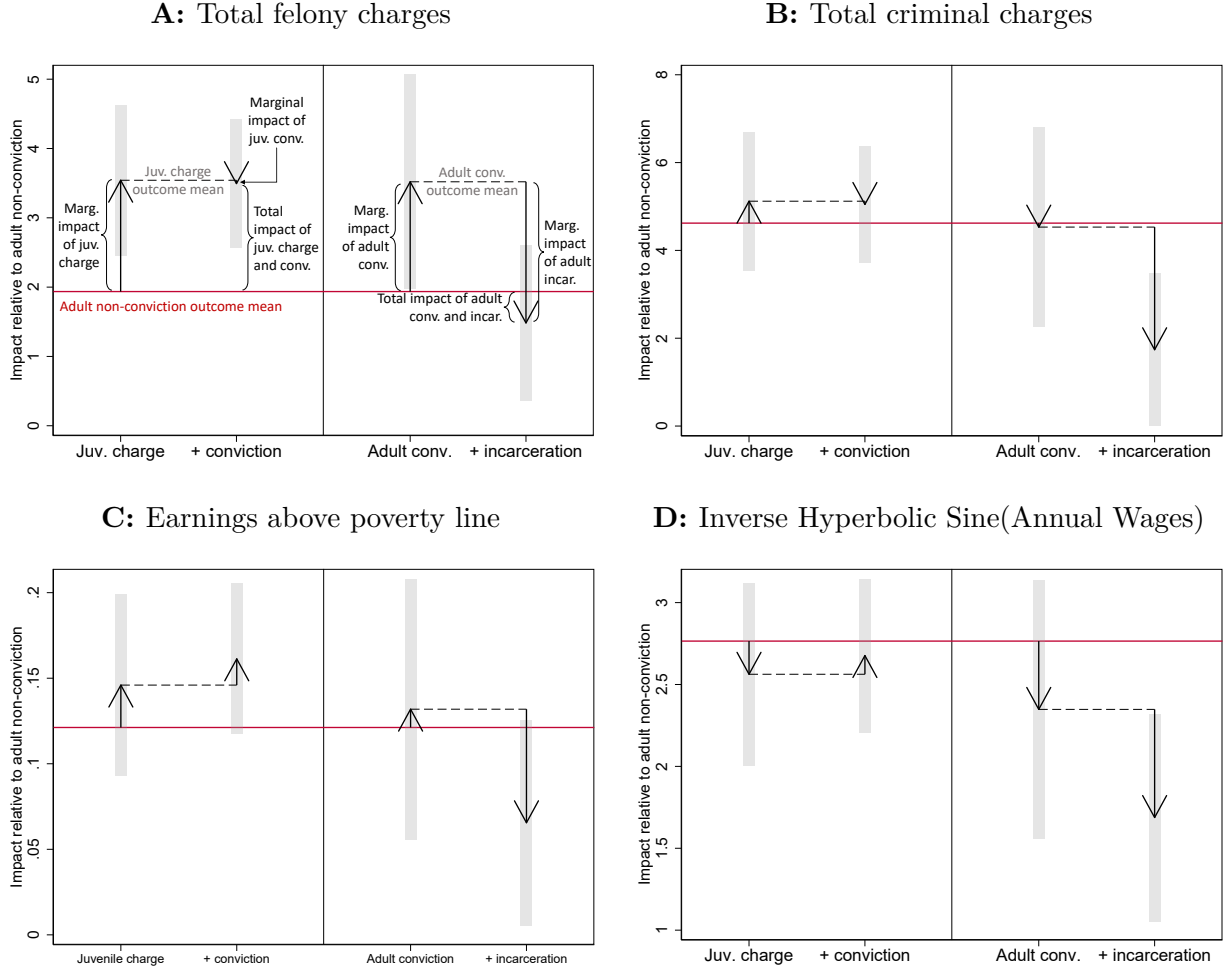 A: Total felony charges
Impact relative to adult non-conviction
5
4
3
2
1
0
Marginal
impact of
juv. conv.
Juv. charge
outcome mean
Marg.
impact
of juv.
charge
Total
impact of
juv. charge
and conv.
Adult conv.
outcome mean
Marg.
impact
of adult
conv.
Marg.
impact
of adult
incar.
Total impact of adult
conv. and incar.
Adult non-conviction outcome mean
Juv. charge
+ conviction
Adult conv.
+ incarceration
B: Total criminal charges
Impact relative to adult non-conviction
8
6
4
2
0
Juv. charge
+ conviction
Adult conv.
+ incarceration
C: Earnings above poverty line
Impact relative to adult non-conviction
.2
.15
.1
.05
0
Juvenile charge
+ conviction
Adult conviction
+ incarceration
D: Inverse Hyperbolic Sine(Annual Wages)
Impact relative to adult non-conviction
3
2.5
2
1.5
1
Juv. charge
+ conviction
Adult conv.
+ incarceration